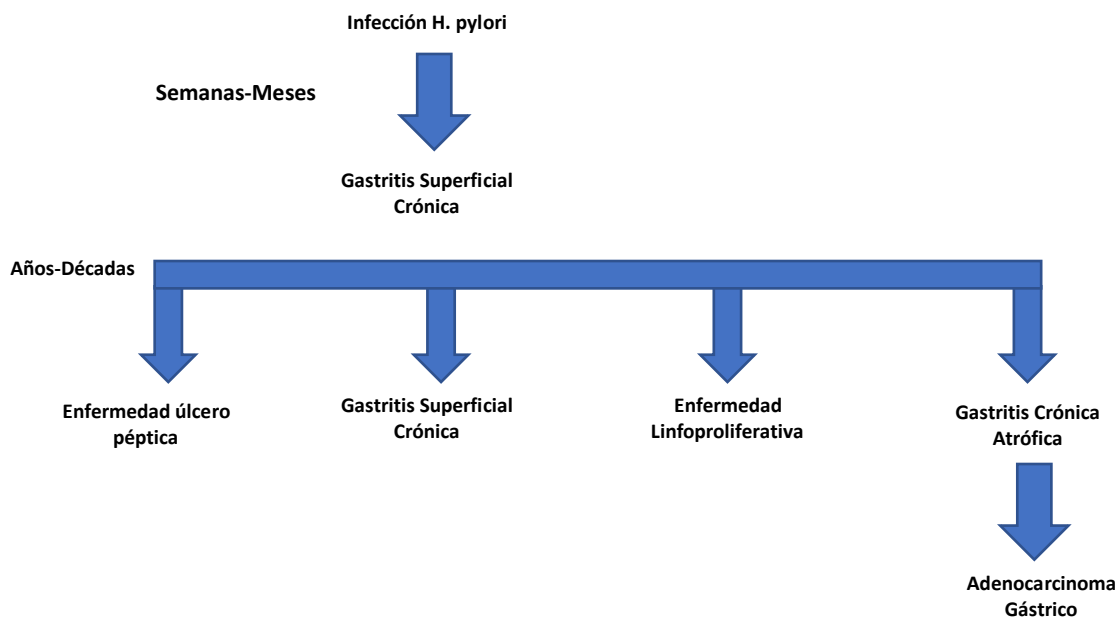 Infección H. pylori
Semanas-Meses
Gastritis Superficial
Crónica
Años-Décadas
Enfermedad úlcero
péptica
Gastritis Superficial
Crónica
Enfermedad
Linfoproliferativa
Gastritis Crónica
Atrófica
Adenocarcinoma
Gástrico